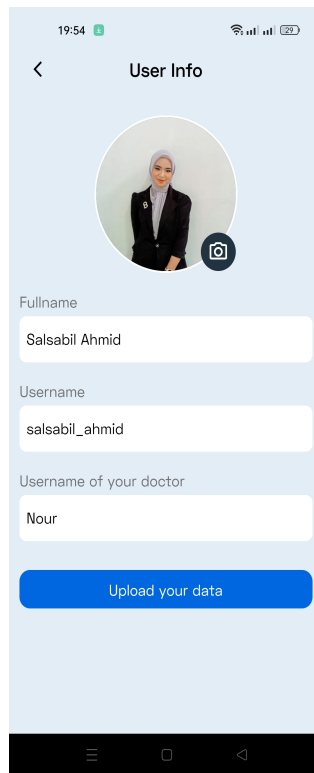 19:54
29
User Info
Fullname
Salsabil Ahmid
Username
salsabil_ahmid
Username of your doctor
Nour
Upload your data